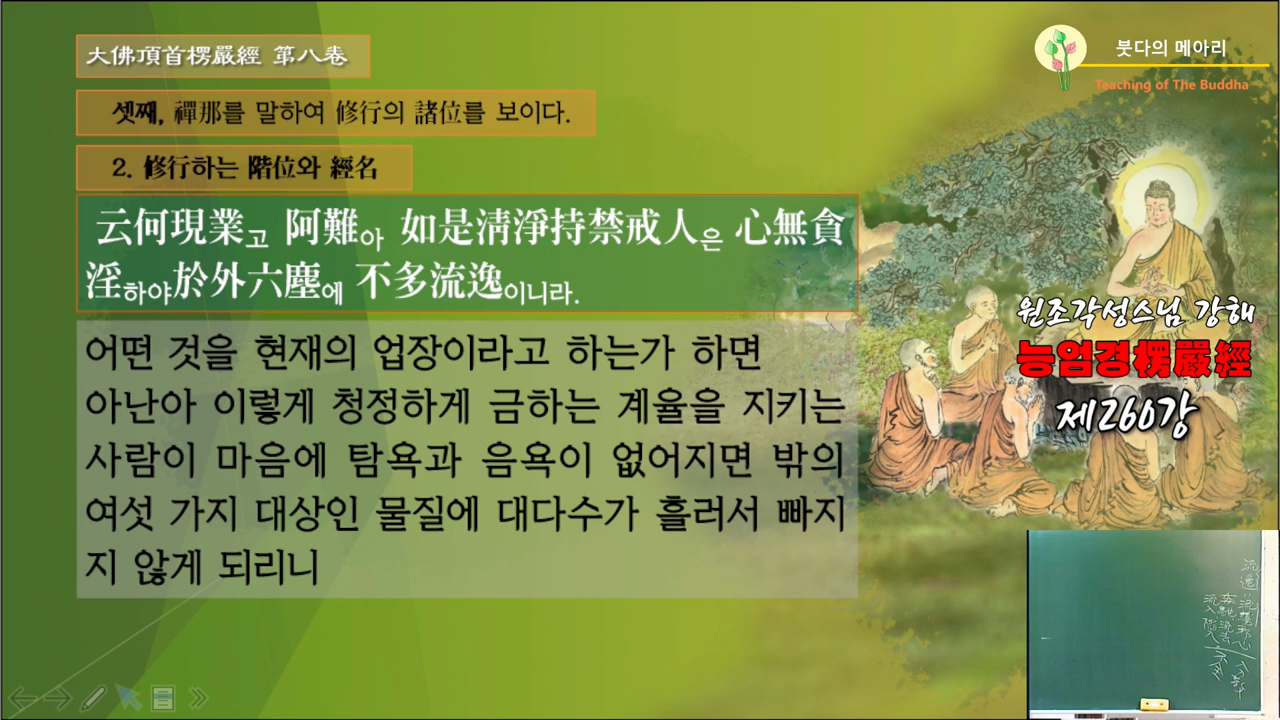 大佛頂首楞嚴經 第八卷
셋째, 禪那를 말하여 修行의 諸位를 보이다.
2. 修行하는 階位와 經名
云何現業고 阿難아 如是淸淨持禁戒人은 心無貪
淫하야於外六塵에 不多流逸이니라.
어떤 것을 현재의 업장이라고 하는가 하면
아난아 이렇게 청정하게 금하는 계율을 지키는
사람이 마음에 탐욕과 음욕이 없어지면 밖의
여섯 가지 대상인 물질에 대다수가 흘러서 빠지
지 않게 되리니
붓다의 메아리
Teaching of The Buddha
원조각성스님 강해
능엄경楞嚴經
제260강